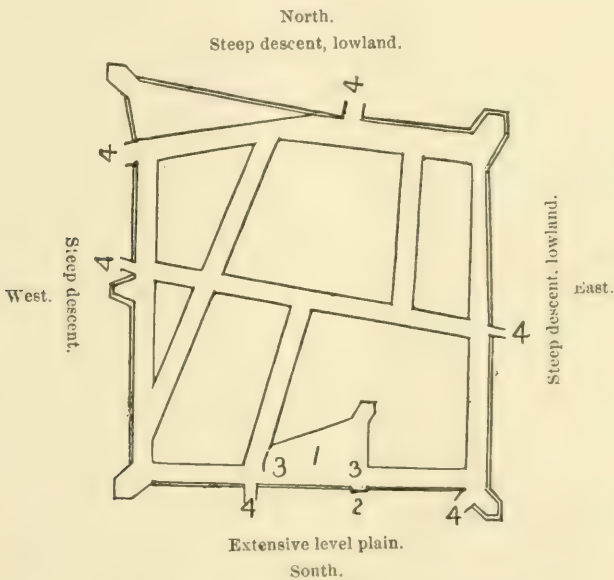 North.
Steep descent, lowland.
4
4
4
Steep descent.
West.
Steep descent, lowland.
East.
4
3 1 3
4 2 4
Extensive level plain.
South.